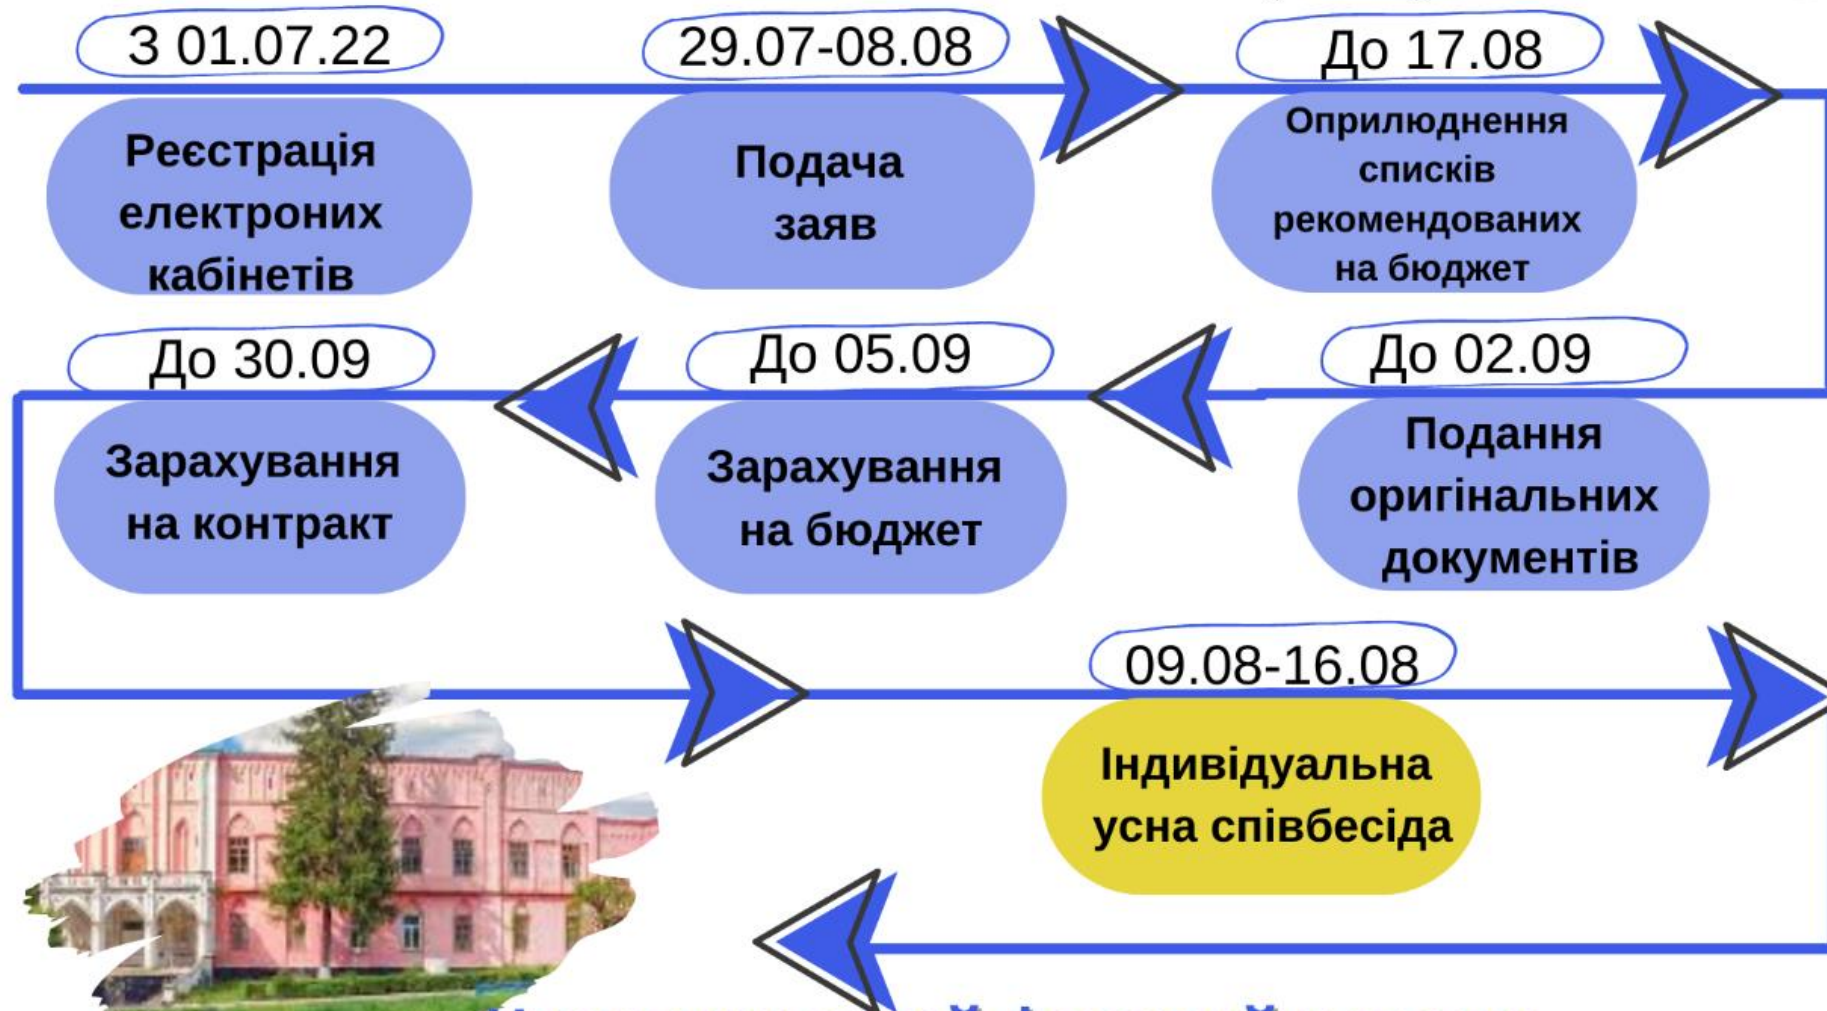 З 01.07.22
Реєстрація
електроних
кабінетів
29.07-08.08
Подача
заяв
До 17.08
Оприлюднення
списків
рекомендованих
на бюджет
До 02.09
Подання
оригінальних
документів
До 05.09
Зарахування
на бюджет
До 30.09
Зарахування
на контракт
09.08-16.08
Індивідуальна
усна співбесіда